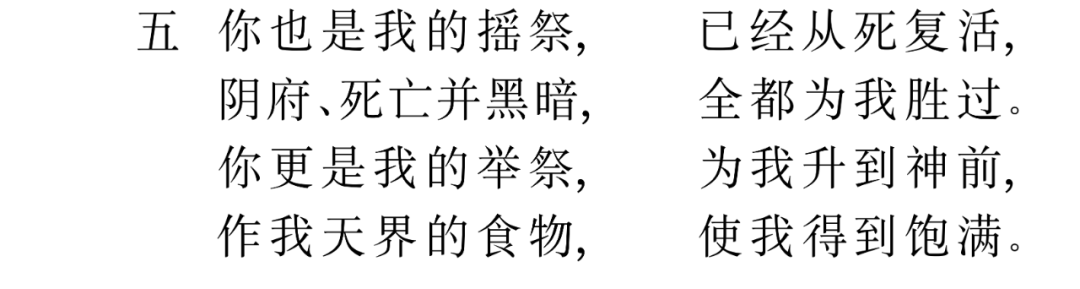 五 你也是我的摇祭, 已经从死复活,
阴府、死亡并黑暗, 全都为我胜过。
你更是我的举祭, 为我升到神前,
作我天界的食物, 使我得到饱满。